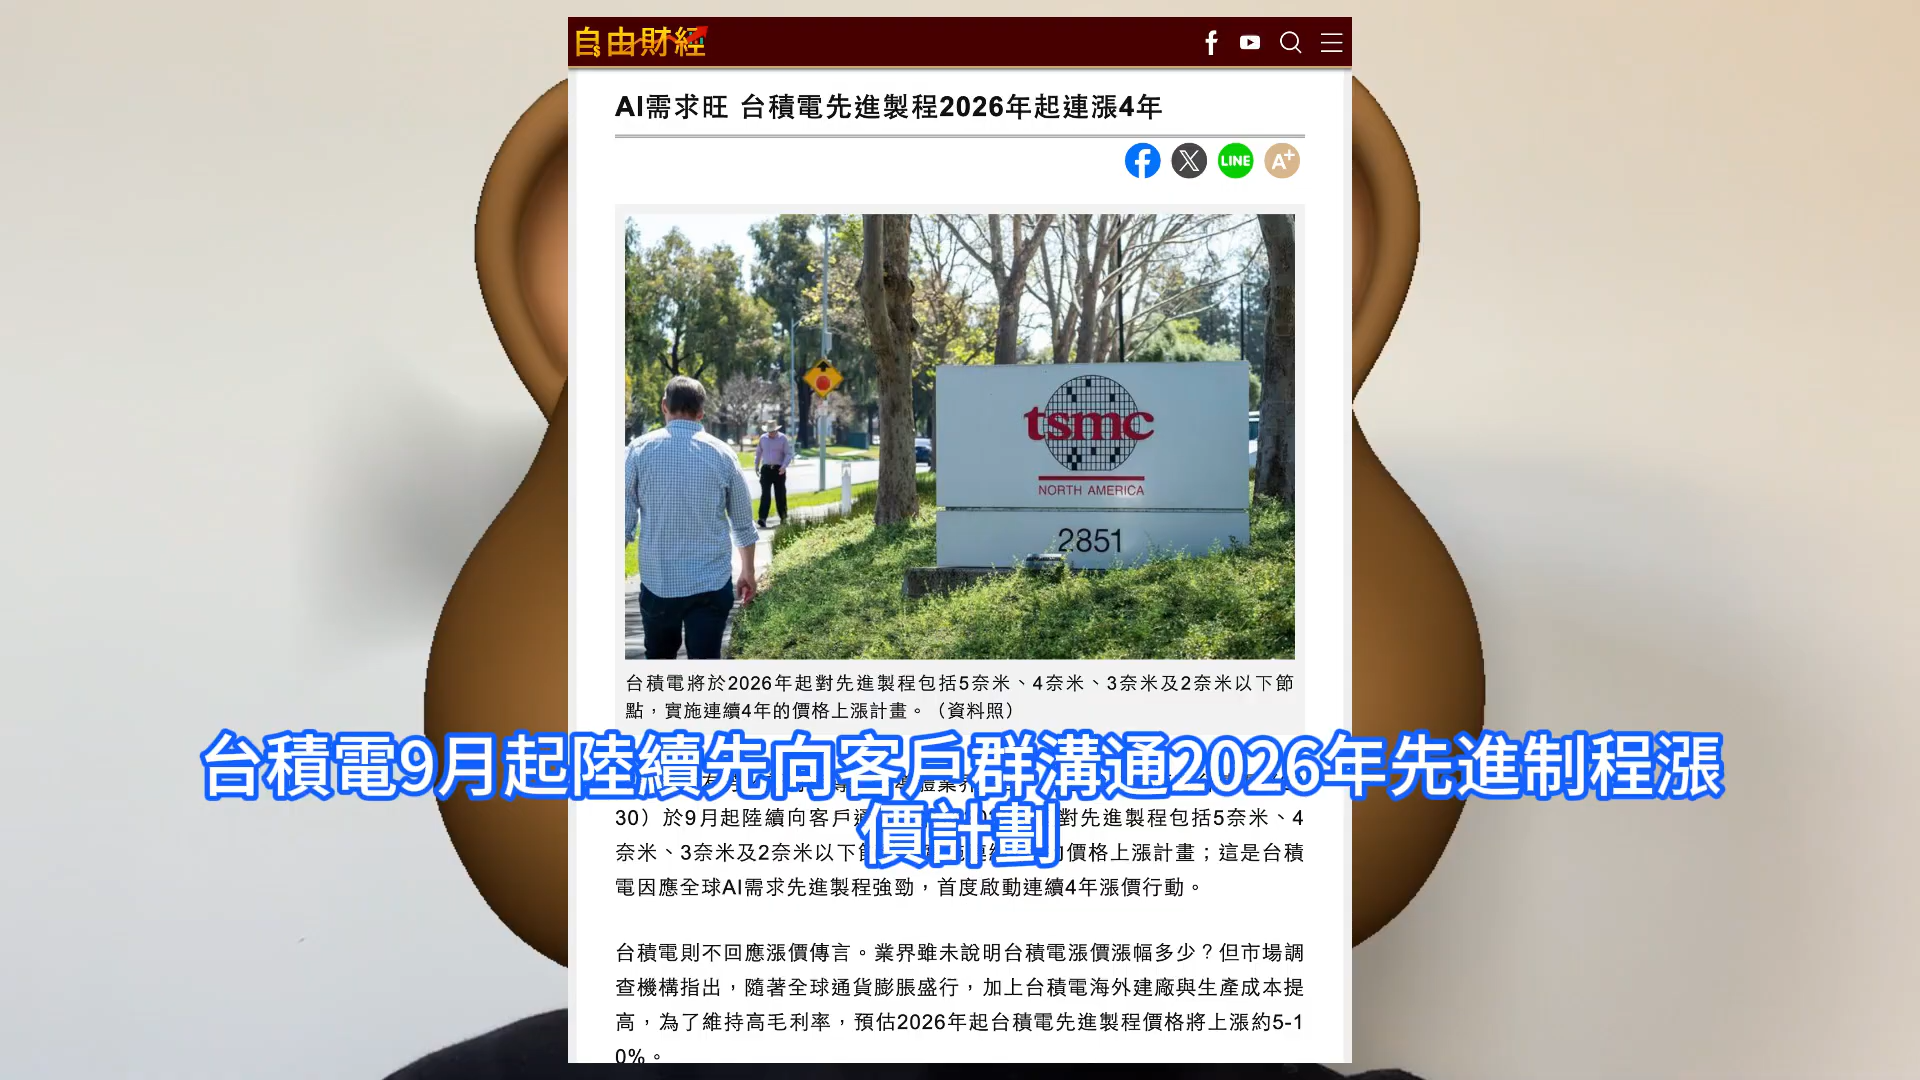 自由財經
AI需求旺 台積電先進製程2026年起連漲4年
LINE
A+
tsmc
NORTH AMERICA
2851
台積電將於2026年起對先進製程包括5奈米、4奈米、3奈米及2奈米以下節
點，實施連續4年的價格上漲計畫。（資料照）
台積電9月起陸續先向客戶群溝通2026年先進制程漲
價計劃
30）於9月起陸續向客戶 對先進製程包括5奈米、4
奈米、3奈米及2奈米以下 價格上漲計畫；這是台積
電因應全球AI需求先進製程強勁，首度啟動連續4年漲價行動。
台積電則不回應漲價傳言。業界雖未說明台積電漲價漲幅多少？但市場調
查機構指出，隨著全球通貨膨脹盛行，加上台積電海外建廠與生產成本提
高，為了維持高毛利率，預估2026年起台積電先進製程價格將上漲約5-1
0%。